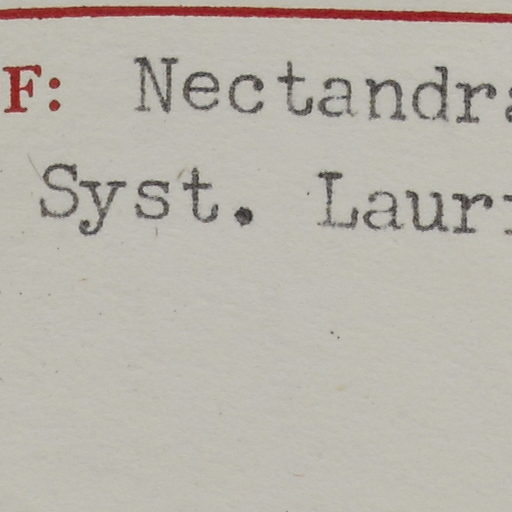 F: Nectandra
Syst. Laur